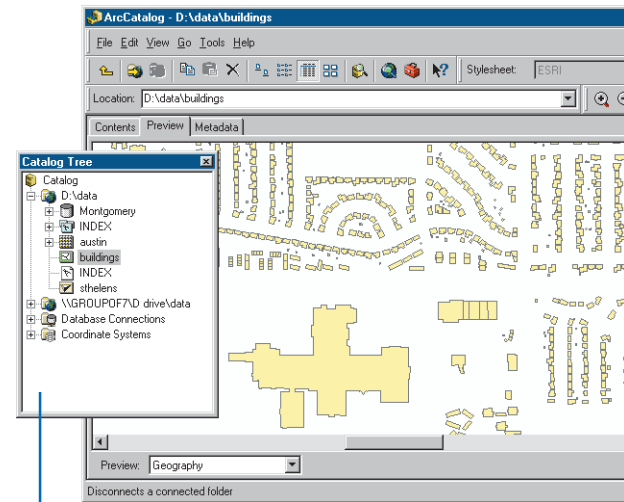 ArcCatalog - D:\data\buildings
File Edit View Go Tools Help
Stylesheet: ESRI
Location: D:\data\buildings
Contents Preview Metadata
Catalog Tree
Catalog
D:\data
Montgomery
INDEX
austin
buildings
INDEX
sthelens
\\GROUPOF7\D drive\data
Database Connections
Coordinate Systems
Preview: Geography
Disconnects a connected folder